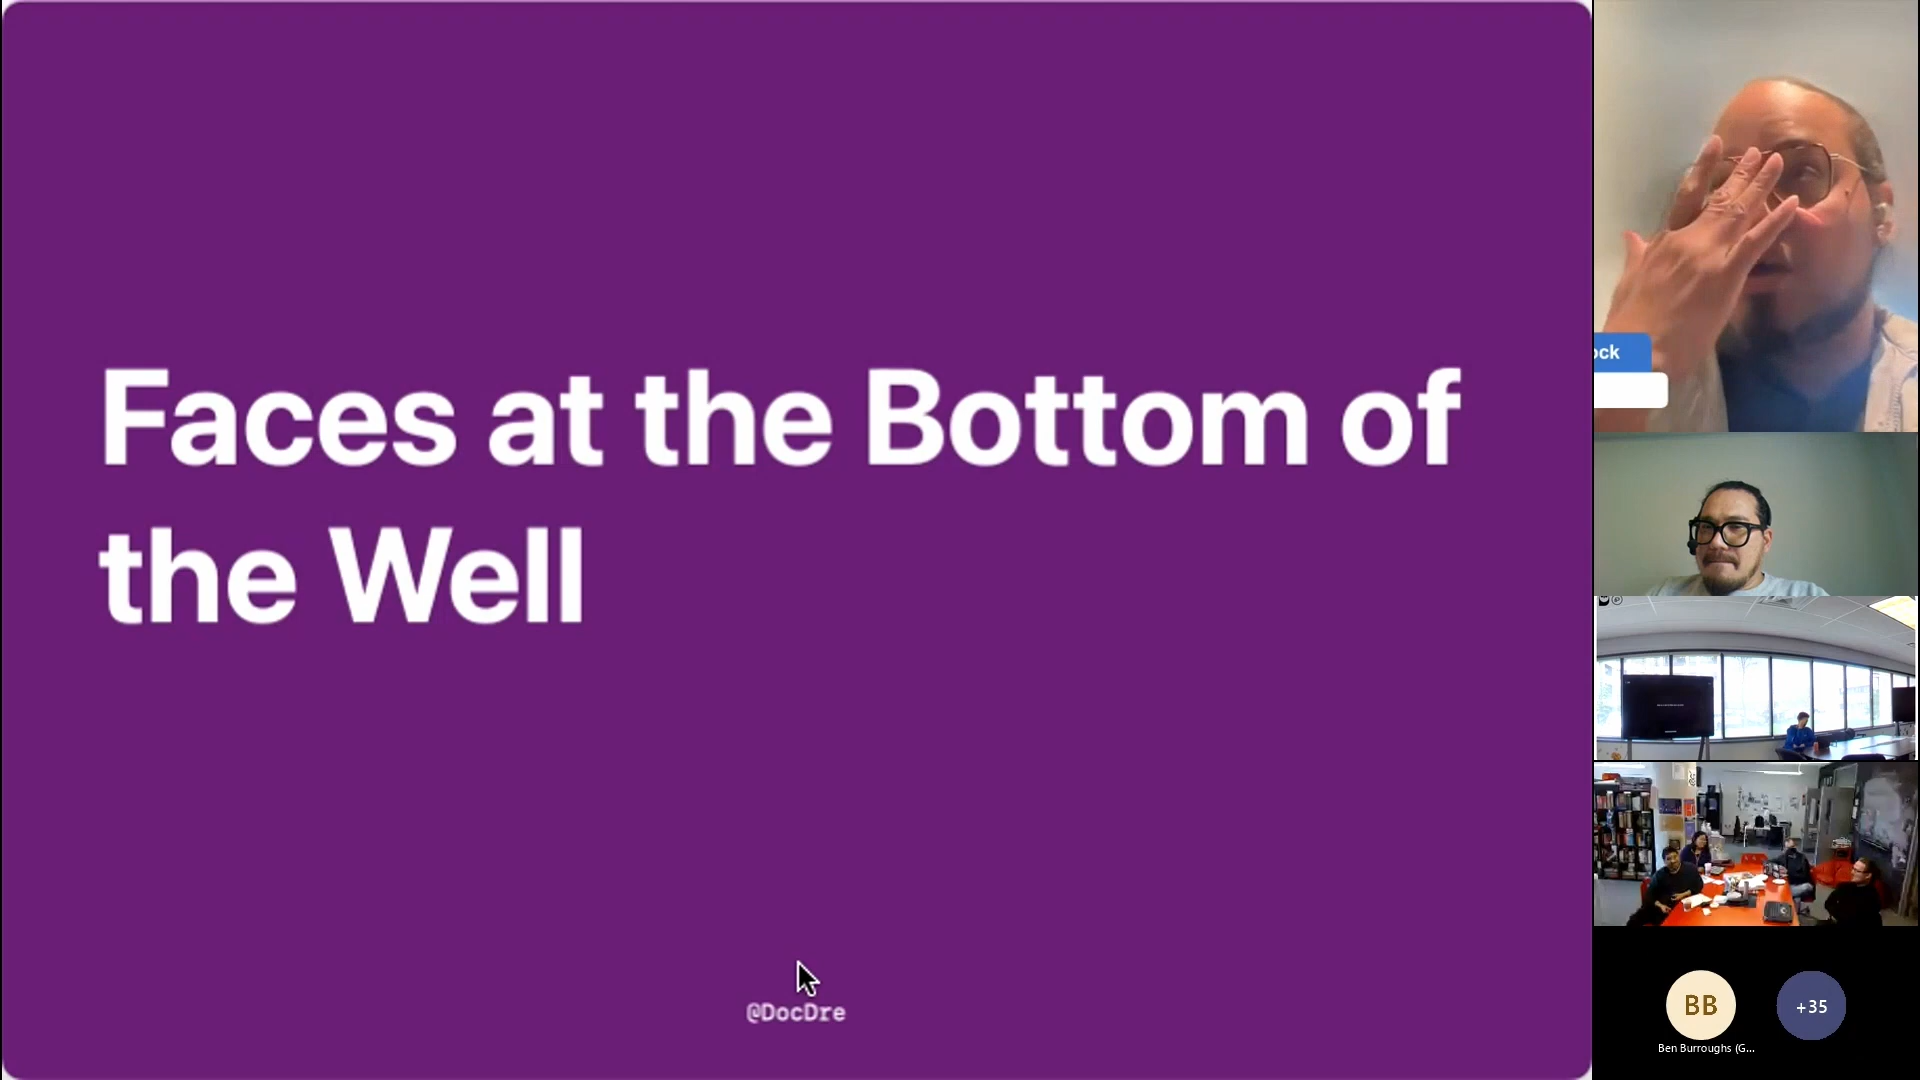 Faces at the Bottom of
the Well
@DocDre
ock
BB
+35
Ben Burroughs (G...